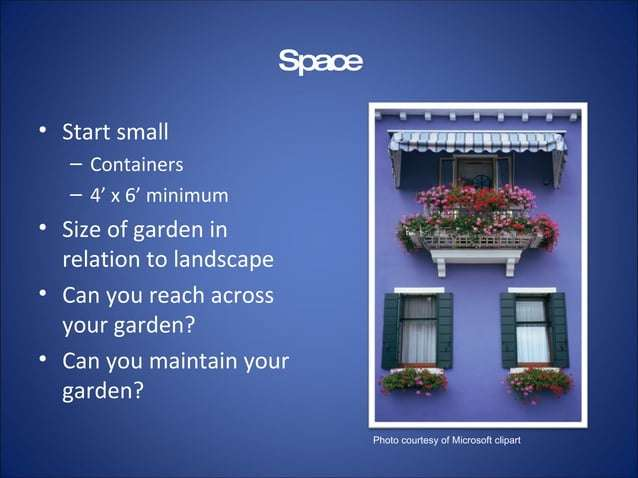 Space
• Start small
– Containers
– 4’ x 6’ minimum
• Size of garden in
relation to landscape
• Can you reach across
your garden?
• Can you maintain your
garden?
Photo courtesy of Microsoft clipart